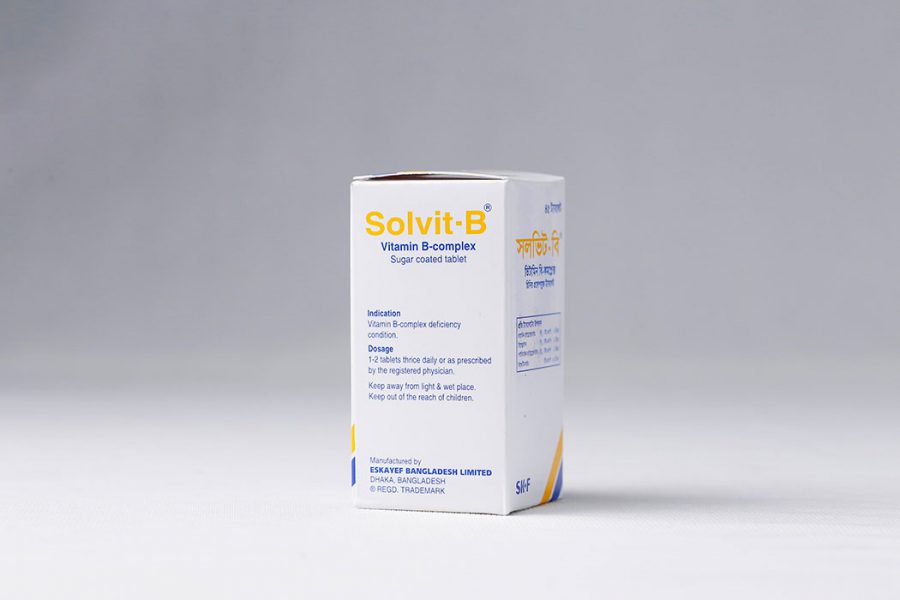 Solvit-B®
Vitamin B-complex
Sugar coated tablet
Indication
Vitamin B-complex deficiency
condition.
Dosage
1-2 tablets thrice daily or as prescribed
by the registered physician.
Keep away from light & wet place.
Keep out of the reach of children.
Manufactured by
ESKAYEF BANGLADESH LIMITED
DHAKA, BANGLADESH
® REGD. TRADEMARK
সলভিট-বি®
ভিটামিন বি-কমপ্লেক্স
SK+F